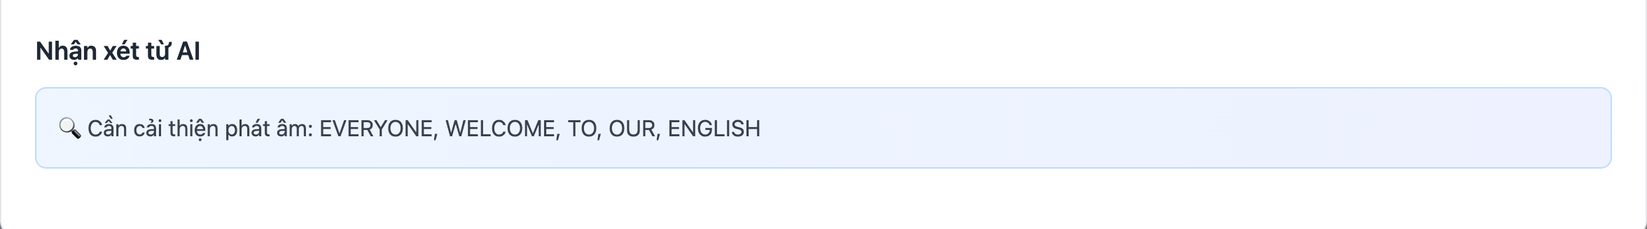 Nhận xét từ AI
🔍 Cần cải thiện phát âm: EVERYONE, WELCOME, TO, OUR, ENGLISH